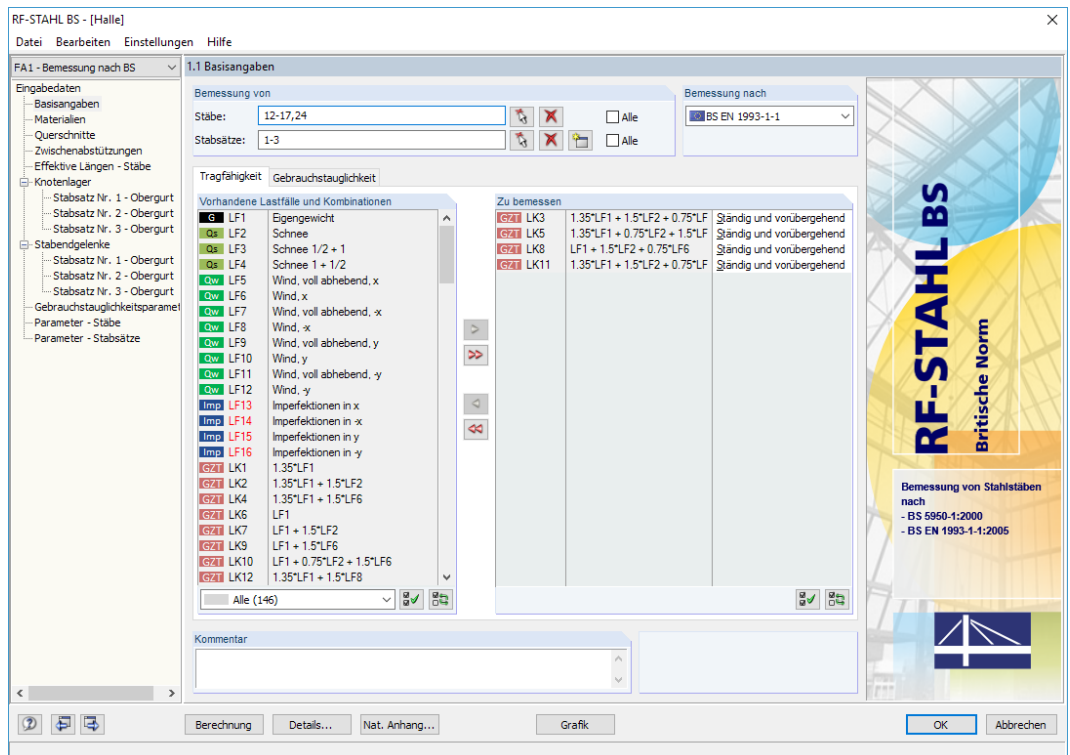 RF-STAHL BS - [Halle]
Datei Bearbeiten Einstellungen Hilfe
FA1 - Bemessung nach BS
Eingabedaten
Basisangaben
Materialien
Querschnitte
Zwischenabstützungen
Effektive Längen - Stäbe
Knotenlager
Stabsatz Nr. 1 - Obergurt
Stabsatz Nr. 2 - Obergurt
Stabsatz Nr. 3 - Obergurt
Stabendgelenke
Stabsatz Nr. 1 - Obergurt
Stabsatz Nr. 2 - Obergurt
Stabsatz Nr. 3 - Obergurt
Gebrauchstauglichkeitsparamet
Parameter - Stäbe
Parameter - Stabsätze
1.1 Basisangaben
Bemessung von
Stäbe: 12-17,24 Alle
Stabsätze: 1-3 Alle
Bemessung nach
BS EN 1993-1-1
Tragfähigkeit Gebrauchstauglichkeit
Vorhandene Lastfälle und Kombinationen
G LF1 Eigengewicht
Qs LF2 Schnee
Qs LF3 Schnee 1/2 + 1
Qs LF4 Schnee 1 + 1/2
Qw LF5 Wind, voll abhebend, x
Qw LF6 Wind, x
Qw LF7 Wind, voll abhebend, -x
Qw LF8 Wind, -x
Qw LF9 Wind, voll abhebend, y
Qw LF10 Wind, y
Qw LF11 Wind, voll abhebend, -y
Qw LF12 Wind, -y
Imp LF13 Imperfektionen in x
Imp LF14 Imperfektionen in -x
Imp LF15 Imperfektionen in y
Imp LF16 Imperfektionen in -y
GZT LK1 1.35*LF1
GZT LK2 1.35*LF1 + 1.5*LF2
GZT LK4 1.35*LF1 + 1.5*LF6
GZT LK6 LF1
GZT LK7 LF1 + 1.5*LF2
GZT LK9 LF1 + 1.5*LF6
GZT LK10 LF1 + 0.75*LF2 + 1.5*LF6
GZT LK12 1.35*LF1 + 1.5*LF8
Alle (146)
Zu bemessen
GZT LK3 1.35*LF1 + 1.5*LF2 + 0.75*LF Ständig und vorübergehend
GZT LK5 1.35*LF1 + 0.75*LF2 + 1.5*LF Ständig und vorübergehend
GZT LK8 LF1 + 1.5*LF2 + 0.75*LF6 Ständig und vorübergehend
GZT LK11 1.35*LF1 + 1.5*LF2 + 0.75*LF Ständig und vorübergehend
Kommentar
RF-STAHL BS
Britische Norm
Bemessung von Stahlstäben
nach
- BS 5950-1:2000
- BS EN 1993-1-1:2005
Berechnung Details... Nat. Anhang... Grafik OK Abbrechen